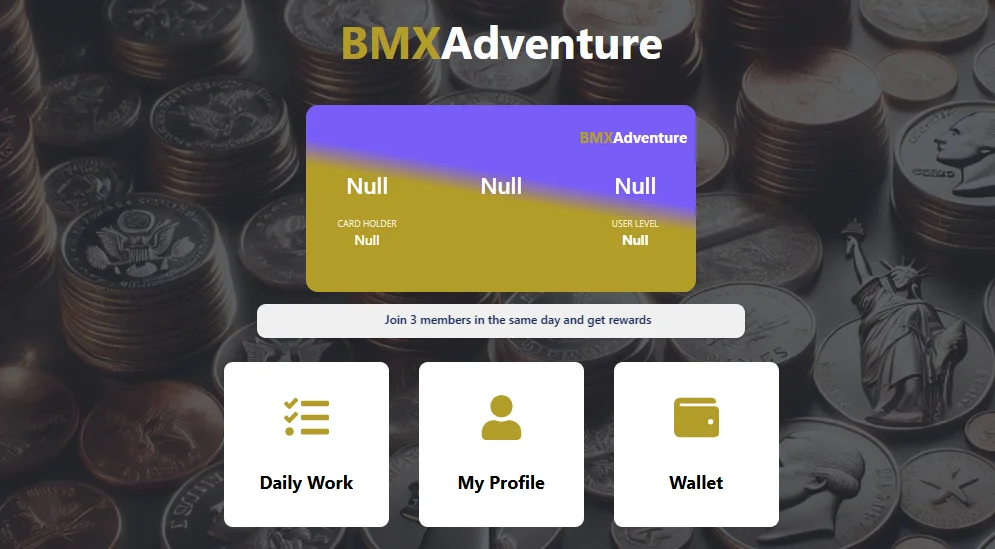 BMXAdventure
BMXAdventure
Null Null Null
CARD HOLDER USER LEVEL
Null Null
Join 3 members in the same day and get rewards
Daily Work My Profile Wallet